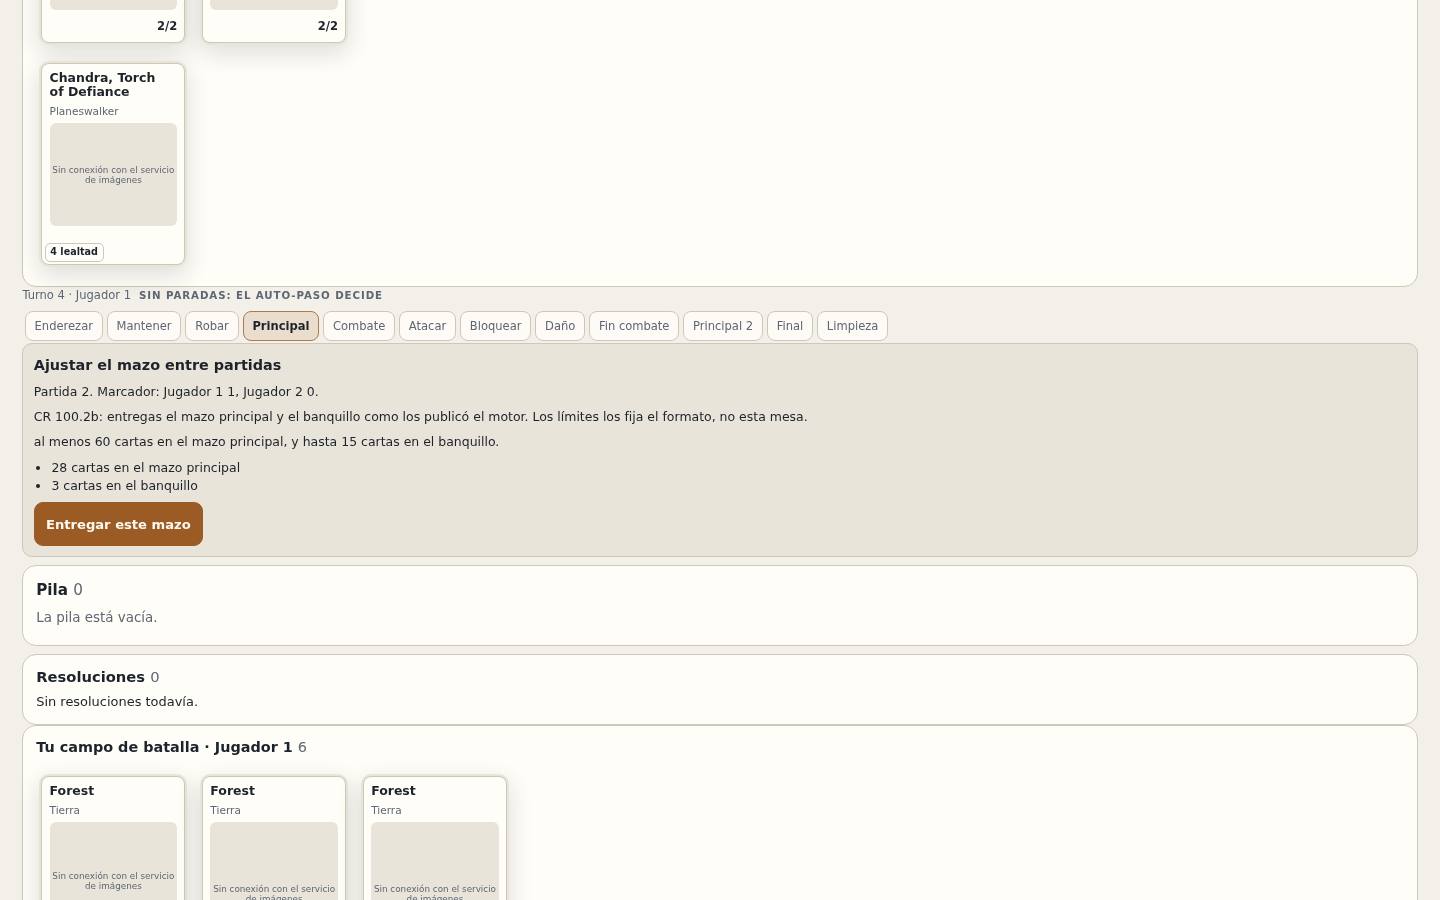 2/2 2/2
Chandra, Torch
of Defiance
Planeswalker
Sin conexión con el servicio
de imágenes
4 lealtad
Turno 4 · Jugador 1 SIN PARADAS: EL AUTO-PASO DECIDE
Enderezar Mantener Robar Principal Combate Atacar Bloquear Daño Fin combate Principal 2 Final Limpieza
Ajustar el mazo entre partidas
Partida 2. Marcador: Jugador 1 1, Jugador 2 0.
CR 100.2b: entregas el mazo principal y el banquillo como los publicó el motor. Los límites los fija el formato, no esta mesa.
al menos 60 cartas en el mazo principal, y hasta 15 cartas en el banquillo.
• 28 cartas en el mazo principal
• 3 cartas en el banquillo
Entregar este mazo
Pila 0
La pila está vacía.
Resoluciones 0
Sin resoluciones todavía.
Tu campo de batalla · Jugador 1 6
Forest Forest Forest
Tierra Tierra Tierra
Sin conexión con el servicio
de imágenes
Sin conexión con el servicio Sin conexión con el servicio
de imágenes de imágenes